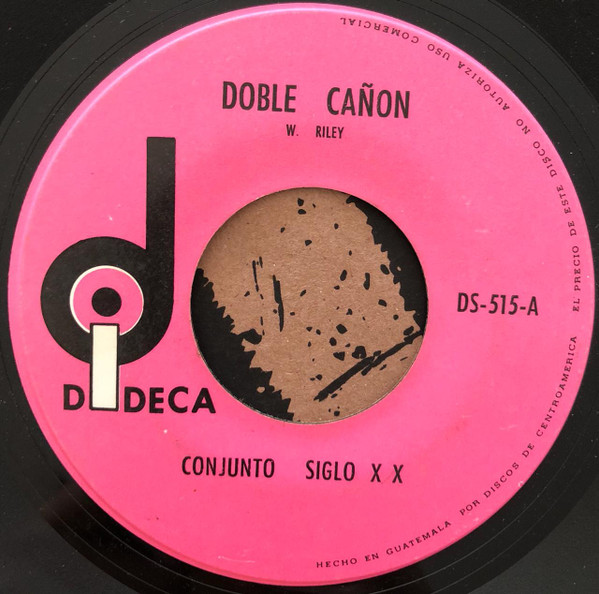 DOBLE CAÑON
W. RILEY
DS-515-A
DIDECA
CONJUNTO SIGLO X X
HECHO EN GUATEMALA POR DISCOS DE CENTROAMERICA EL PRECIO DE ESTE DISCO NO AUTORIZA USO COMERCIAL